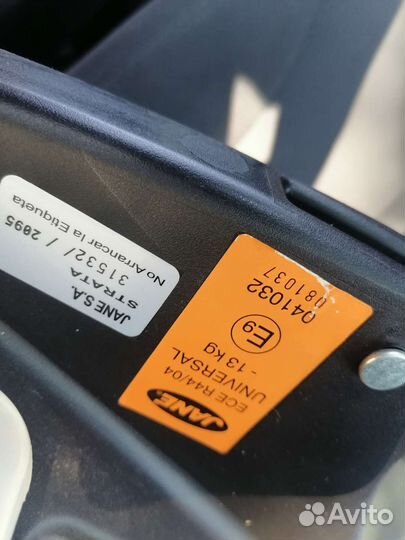 JANE S.A.
STRATA
31532/ / 2095
No Arrancar la Etiqueta
JANE
ECE R44/04
UNIVERSAL
-13 kg
E9
041032
081037
Avito